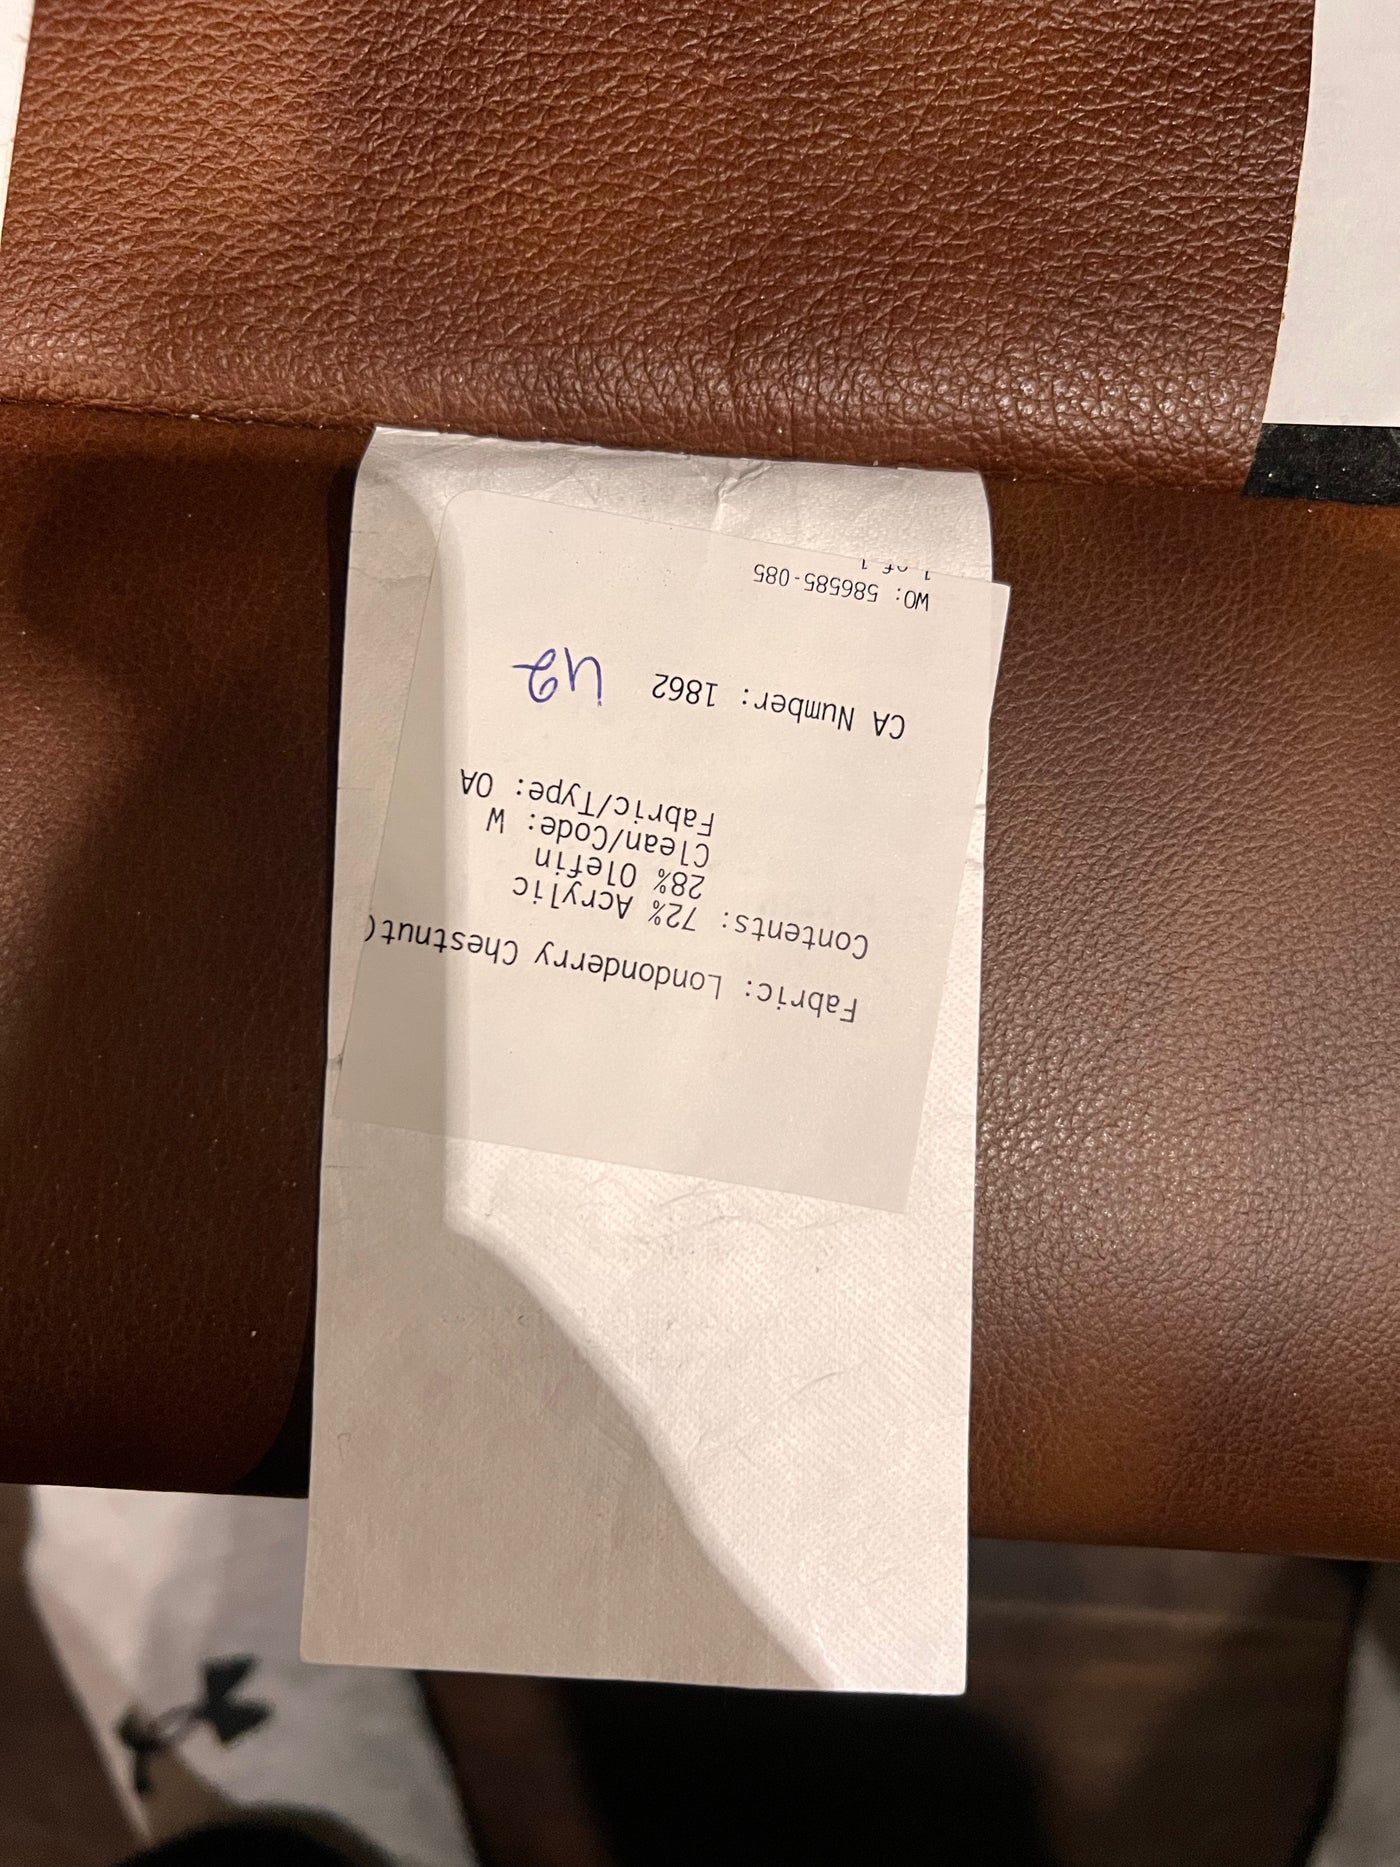 Fabric: Londonderry Chestnut(
Contents: 72% Acrylic
28% Olefin
Clean/Code: W
Fabric/Type: OA
CA Number: 1862 U2
WO: 586585-085
1 of 1